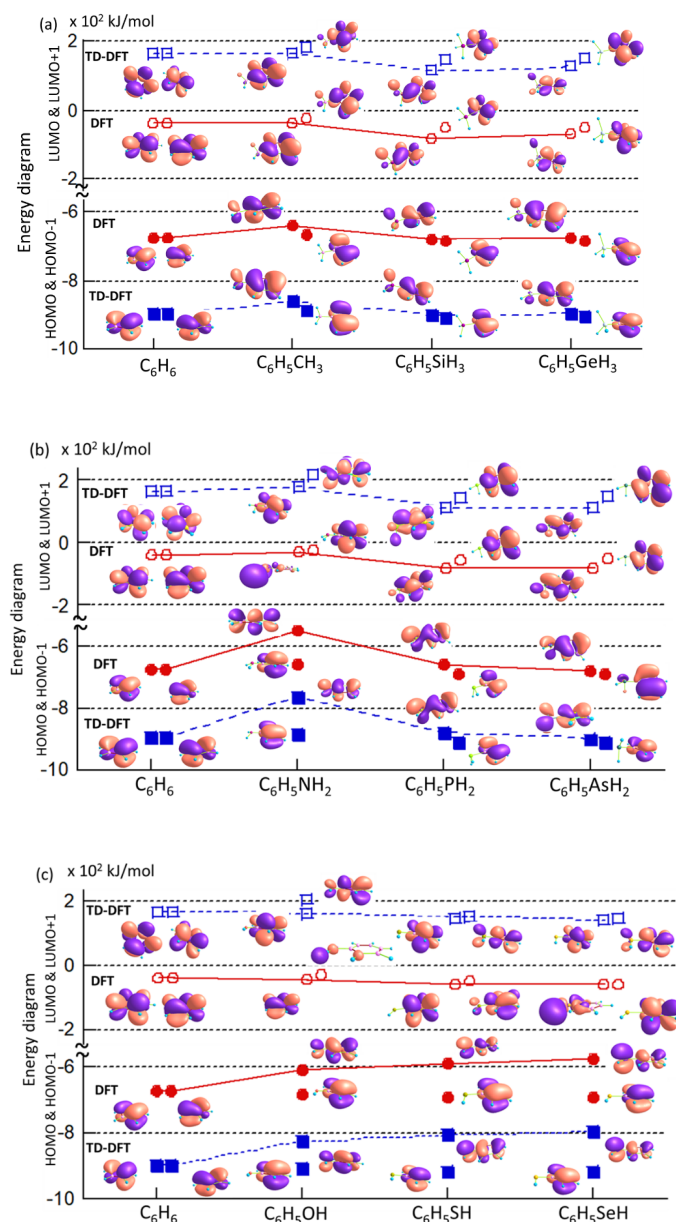 (a) x 10² kJ/mol
Energy diagram
LUMO & LUMO+1
HOMO & HOMO-1
2
TD-DFT
0
DFT
2
≈
-6
DFT
-8
TD-DFT
-10
C₆H₆ C₆H₅CH₃ C₆H₅SiH₃ C₆H₅GeH₃
(b) x 10² kJ/mol
Energy diagram
LUMO & LUMO+1
HOMO & HOMO-1
2
TD-DFT
0
DFT
-2
≈
-6
DFT
-8
TD-DFT
-10
C₆H₆ C₆H₅NH₂ C₆H₅PH₂ C₆H₅AsH₂
(c) x 10² kJ/mol
Energy diagram
LUMO & LUMO+1
HOMO & HOMO-1
2
TD-DFT
0
DFT
-2
≈
-6
DFT
-8
TD-DFT
-10
C₆H₆ C₆H₅OH C₆H₅SH C₆H₅SeH